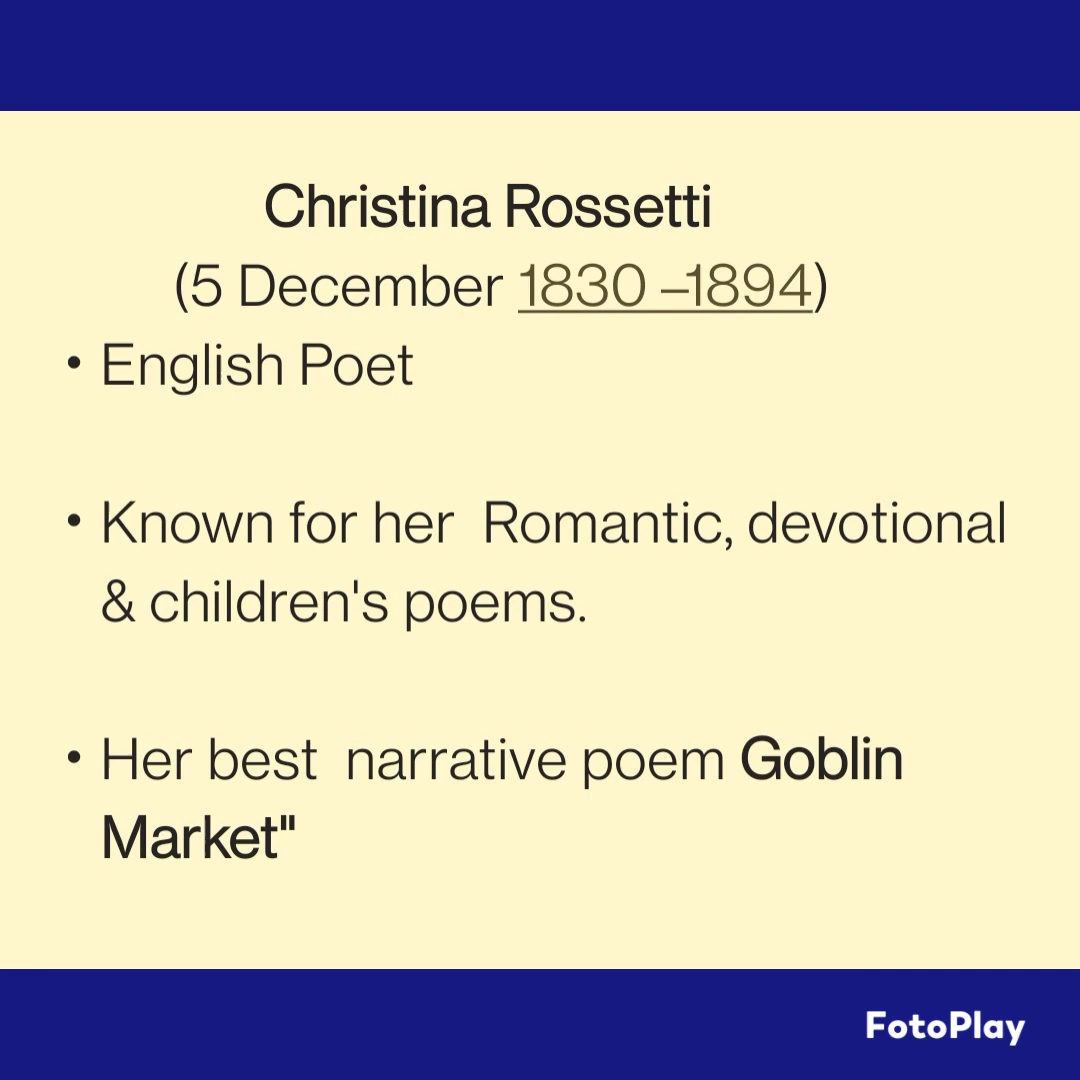 Christina Rossetti
(5 December 1830 –1894)
• English Poet
• Known for her  Romantic, devotional
& children's poems.
• Her best  narrative poem Goblin
Market"
FotoPlay